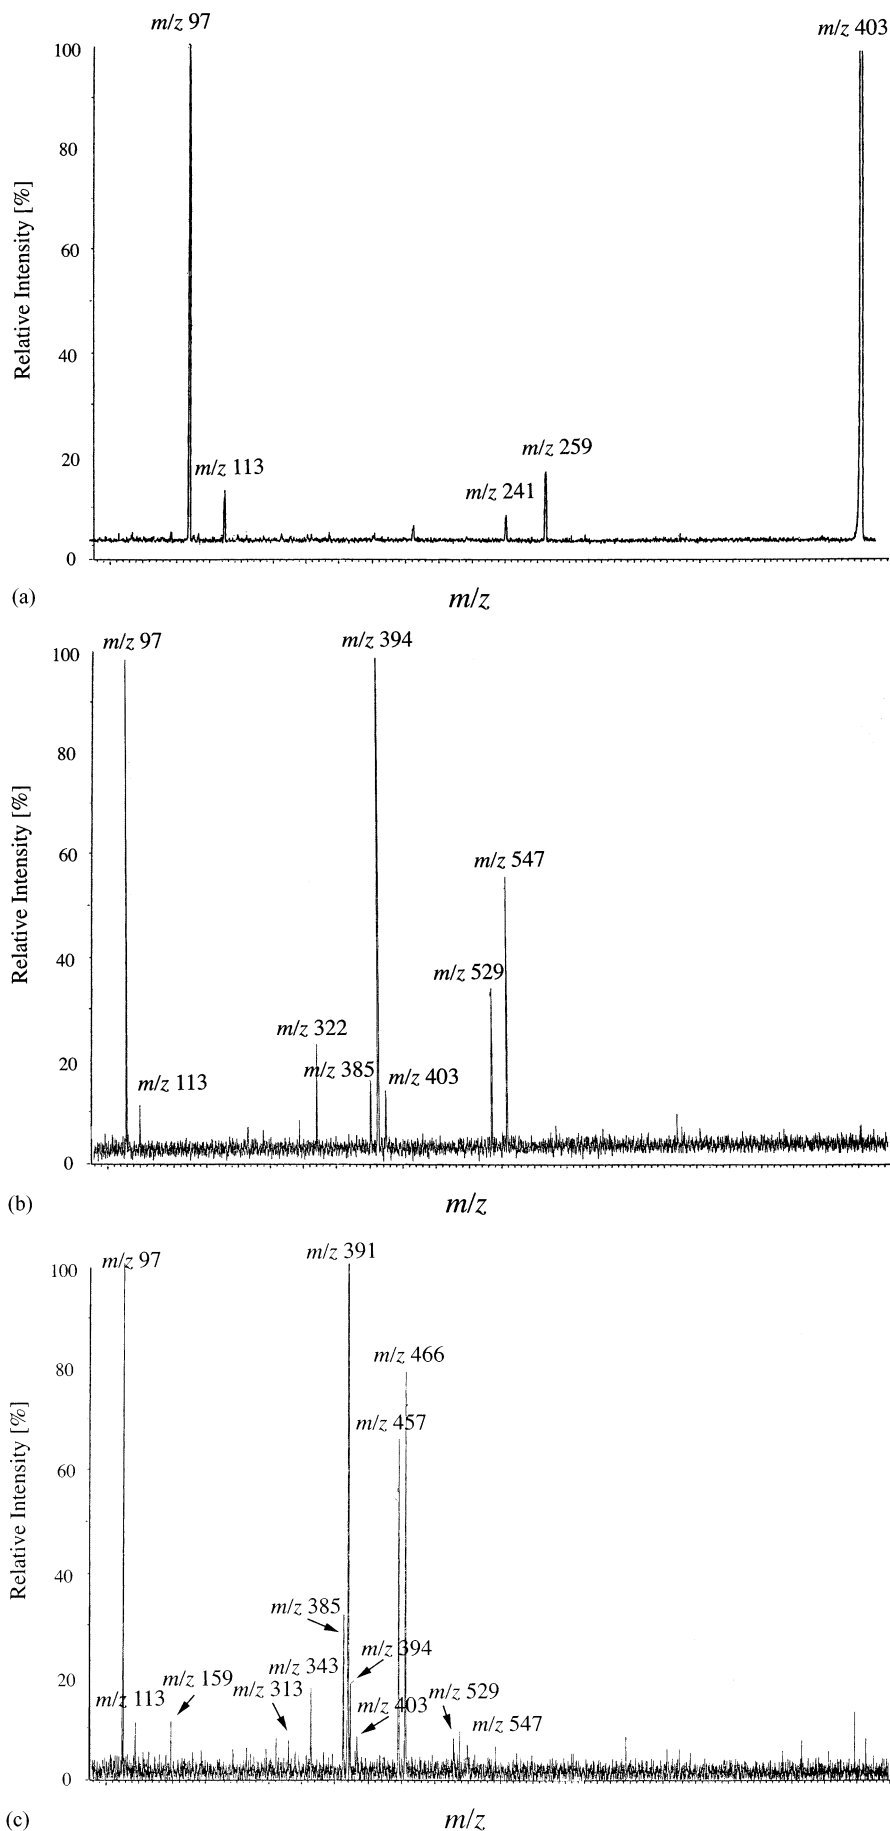 m/z 97
m/z 403
100
80
60
40
20
0
Relative Intensity [%]
m/z 113
m/z 241
m/z 259
(a)
m/z
m/z 97
m/z 394
100
80
60
40
20
0
Relative Intensity [%]
m/z 547
m/z 529
m/z 322
m/z 385
m/z 403
m/z 113
(b)
m/z
m/z 97
m/z 391
100
80
60
40
20
0
Relative Intensity [%]
m/z 466
m/z 457
m/z 385
m/z 394
m/z 343
m/z 159
m/z 313
m/z 113
m/z 403
m/z 529
m/z 547
(c)
m/z